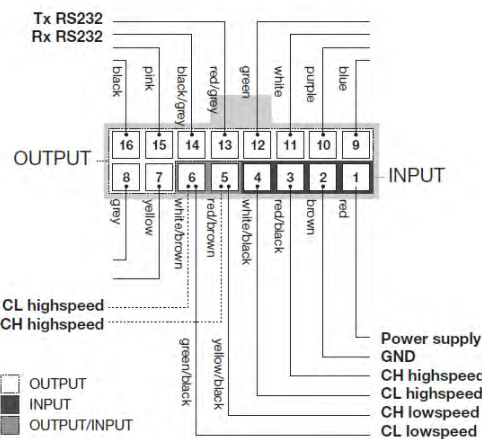 Tx RS232
Rx RS232
black
pink
black/grey
red/grey
green
white
purple
blue
16 15 14 13 12 11 10 9
OUTPUT
INPUT
8 7 6 5 4 3 2 1
grey
yellow
white/brown
red/brown
white/black
red/black
brown
red
CL highspeed
CH highspeed
green/black
yellow/black
Power supply
GND
CH highspeed
CL highspeed
CH lowspeed
CL lowspeed
OUTPUT
INPUT
OUTPUT/INPUT